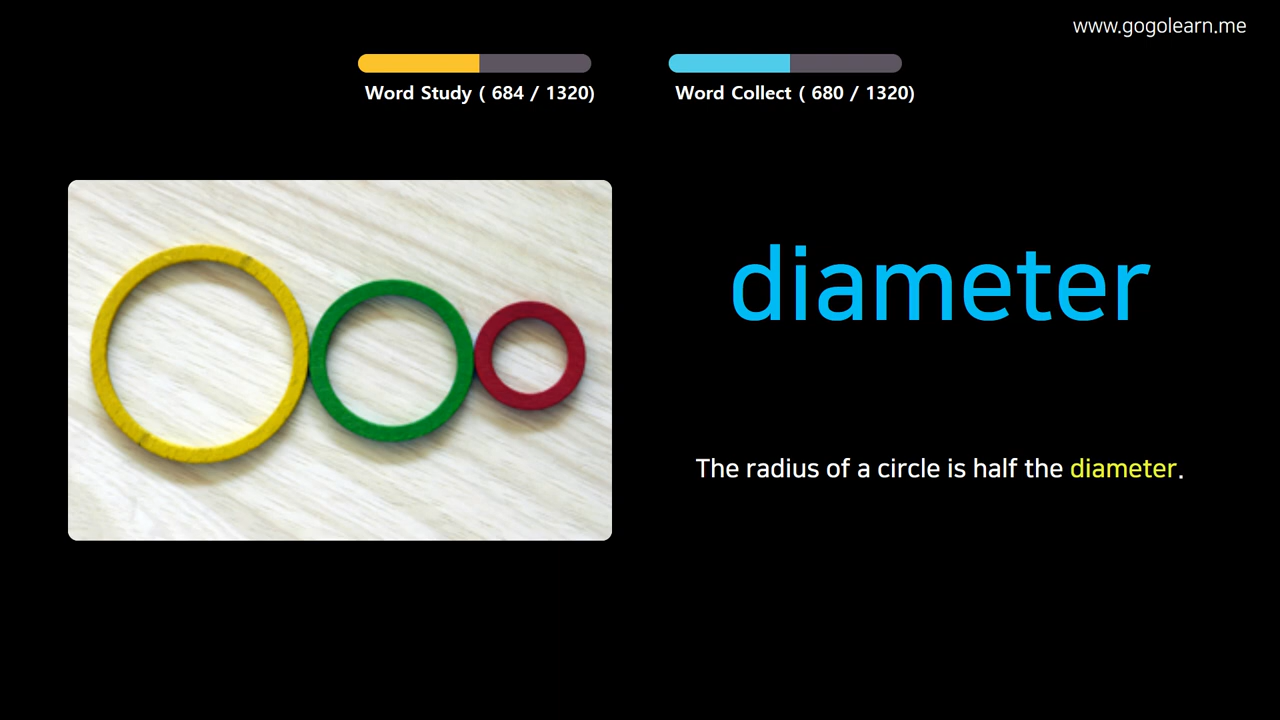 www.gogolearn.me
Word Study ( 684 / 1320)
Word Collect ( 680 / 1320)
diameter
The radius of a circle is half the diameter.